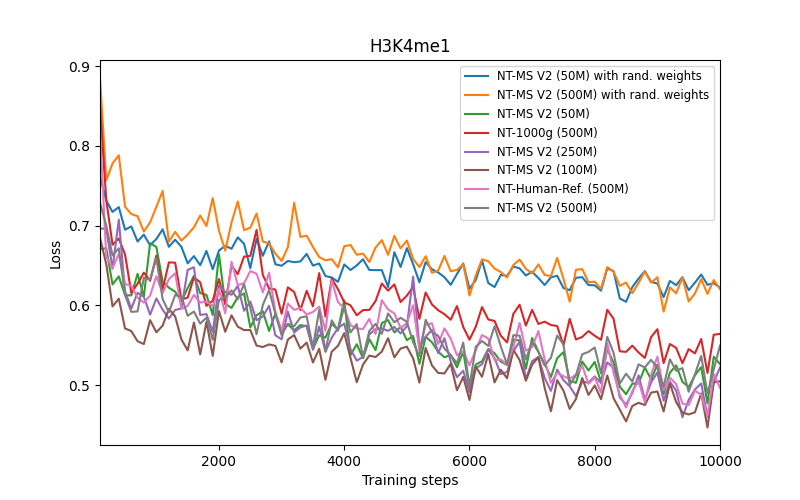 H3K4me1
Loss
0.9
0.8
0.7
0.6
0.5
NT-MS V2 (50M) with rand. weights
NT-MS V2 (500M) with rand. weights
NT-MS V2 (50M)
NT-1000g (500M)
NT-MS V2 (250M)
NT-MS V2 (100M)
NT-Human-Ref. (500M)
NT-MS V2 (500M)
2000 4000 6000 8000 10000
Training steps